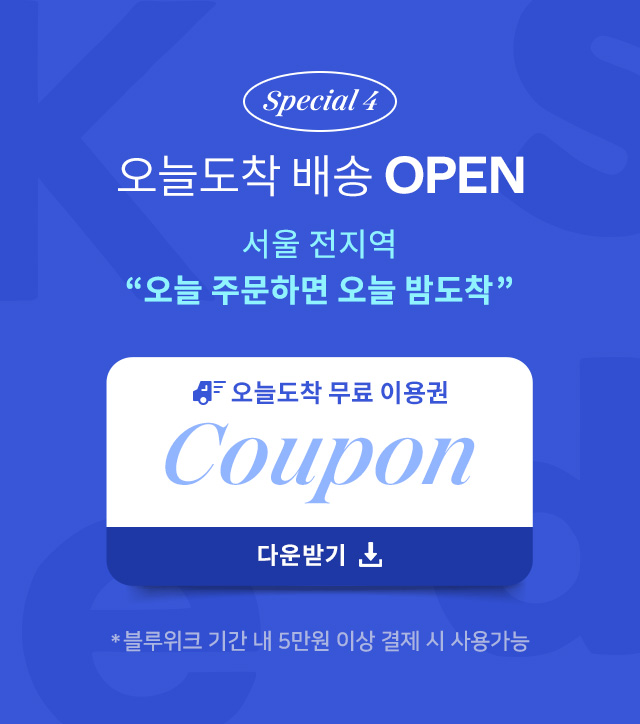 Special 4
오늘도착 배송 OPEN
서울 전지역
“오늘 주문하면 오늘 밤도착”
오늘도착 무료 이용권
Coupon
다운받기
*블루위크 기간 내 5만원 이상 결제 시 사용가능